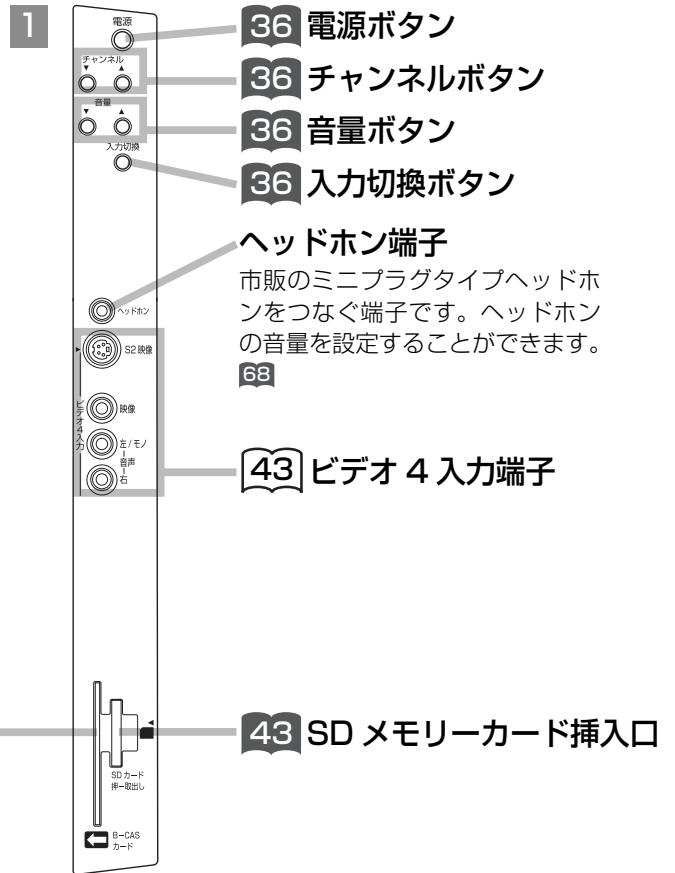 1
電源
チャンネル
▼ ▲
音量
▼ ▲
入力切換
ヘッドホン
S2 映像
ビデオ4入力
映像
左/モノ
音声
右
SD カード
押ー取出し
B-CAS
カード
36 電源ボタン
36 チャンネルボタン
36 音量ボタン
36 入力切換ボタン
ヘッドホン端子
市販のミニプラグタイプヘッドホ
ンをつなぐ端子です。ヘッドホン
の音量を設定することができます。
68
43 ビデオ 4 入力端子
43 SD メモリーカード挿入口